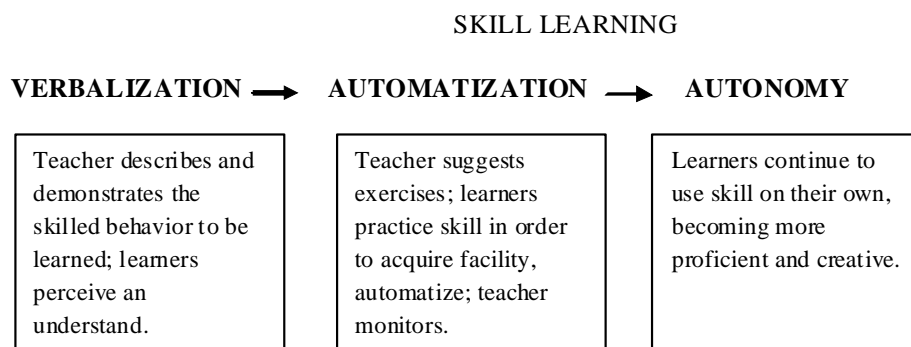 SKILL LEARNING
VERBALIZATION AUTOMATIZATION AUTONOMY
Teacher describes and
demonstrates the
skilled behavior to be
learned; learners
perceive an
understand.
Teacher suggests
exercises; learners
practice skill in order
to acquire facility,
automatize; teacher
monitors.
Learners continue to
use skill on their own,
becoming more
proficient and creative.